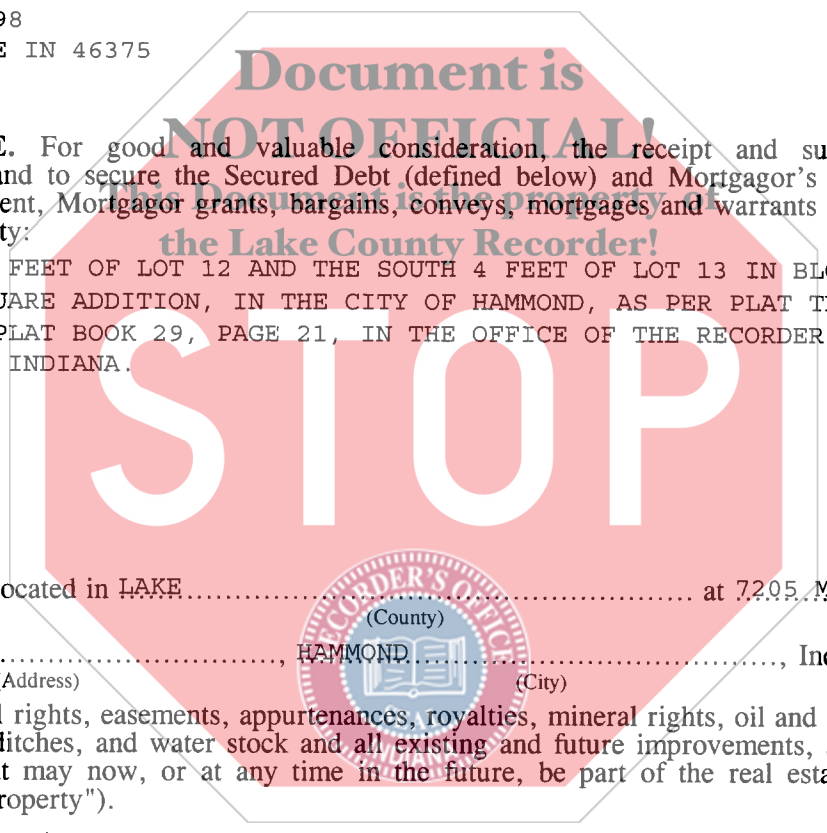 98
E IN 46375
Document is
NOT OFFICIAL!
This Document is the property of
the Lake County Recorder!
E. For good and valuable consideration, the receipt and su
and to secure the Secured Debt (defined below) and Mortgagor's
ent, Mortgagor grants, bargains, conveys, mortgages and warrants
ty:
FEET OF LOT 12 AND THE SOUTH 4 FEET OF LOT 13 IN BLO
UARE ADDITION, IN THE CITY OF HAMMOND, AS PER PLAT T
PLAT BOOK 29, PAGE 21, IN THE OFFICE OF THE RECORDER
INDIANA.
STOP
ocated in LAKE.......................................................... at 7205 M
(County)
..............................., HAMMOND..........................................., In
(Address) (City)
RECORDER'S OFFICE
SEAL
INDIANA
l rights, easements, appurtenances, royalties, mineral rights, oil and
ditches, and water stock and all existing and future improvements,
t may now, or at any time in the future, be part of the real esta
roperty").